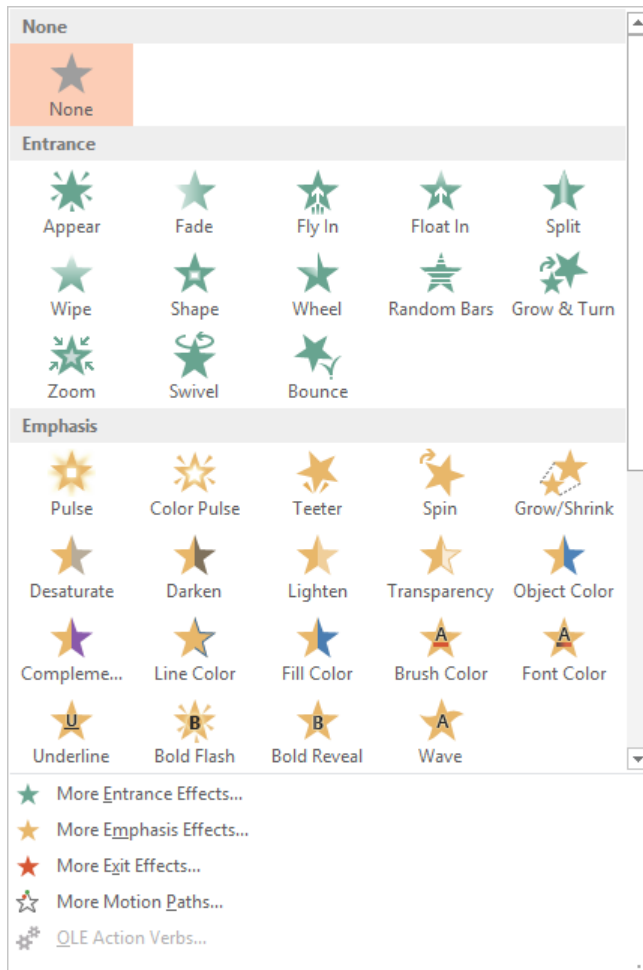 None
None
Entrance
Appear Fade Fly In Float In Split
Wipe Shape Wheel Random Bars Grow & Turn
Zoom Swivel Bounce
Emphasis
Pulse Color Pulse Teeter Spin Grow/Shrink
Desaturate Darken Lighten Transparency Object Color
Compleme... Line Color Fill Color Brush Color Font Color
U B B A A A
Underline Bold Flash Bold Reveal Wave
More Entrance Effects...
More Emphasis Effects...
More Exit Effects...
More Motion Paths...
OLE Action Verbs...